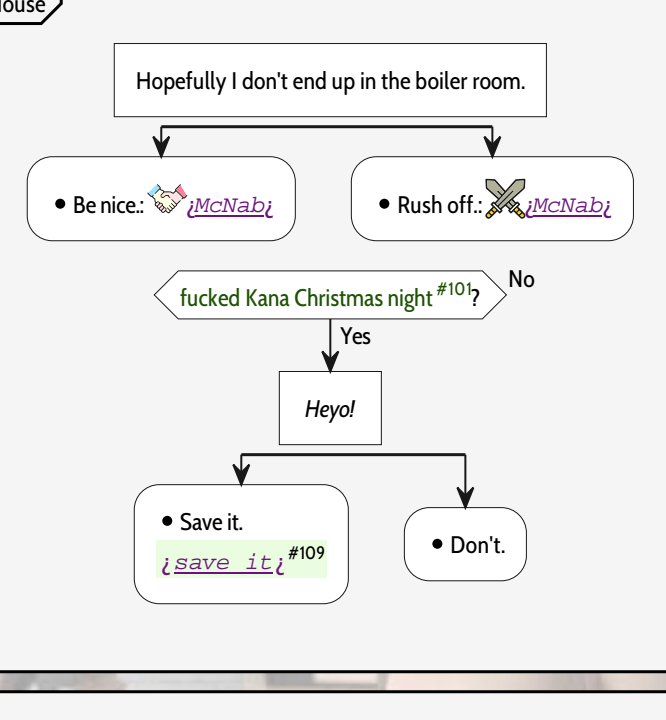 House
Hopefully I don't end up in the boiler room.
• Be nice.: ¿McNab¿
• Rush off.: ¿McNab¿
fucked Kana Christmas night #101?
No
Yes
Heyo!
• Save it.
¿save it¿ #109
• Don't.